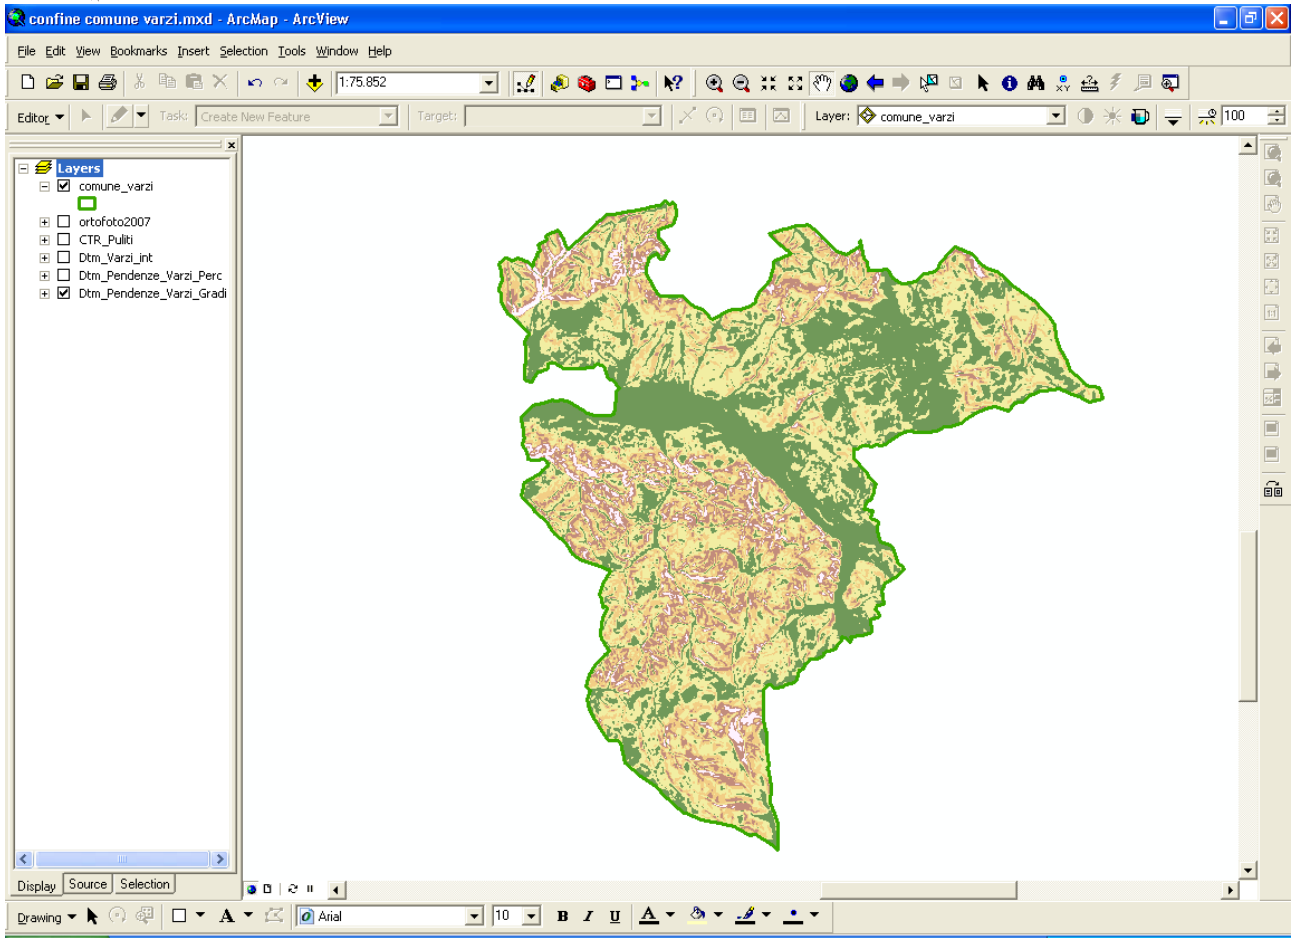 confine comune varzi.mxd - ArcMap - ArcView
File Edit View Bookmarks Insert Selection Tools Window Help
1:75.852
Editor Task: Create New Feature Target: Layer: comune_varzi 100
Layers
comune_varzi
ortofoto2007
CTR_Puliti
Dtm_Varzi_int
Dtm_Pendenze_Varzi_Perc
Dtm_Pendenze_Varzi_Gradi
Display Source Selection
Drawing A Arial 10 B I U A